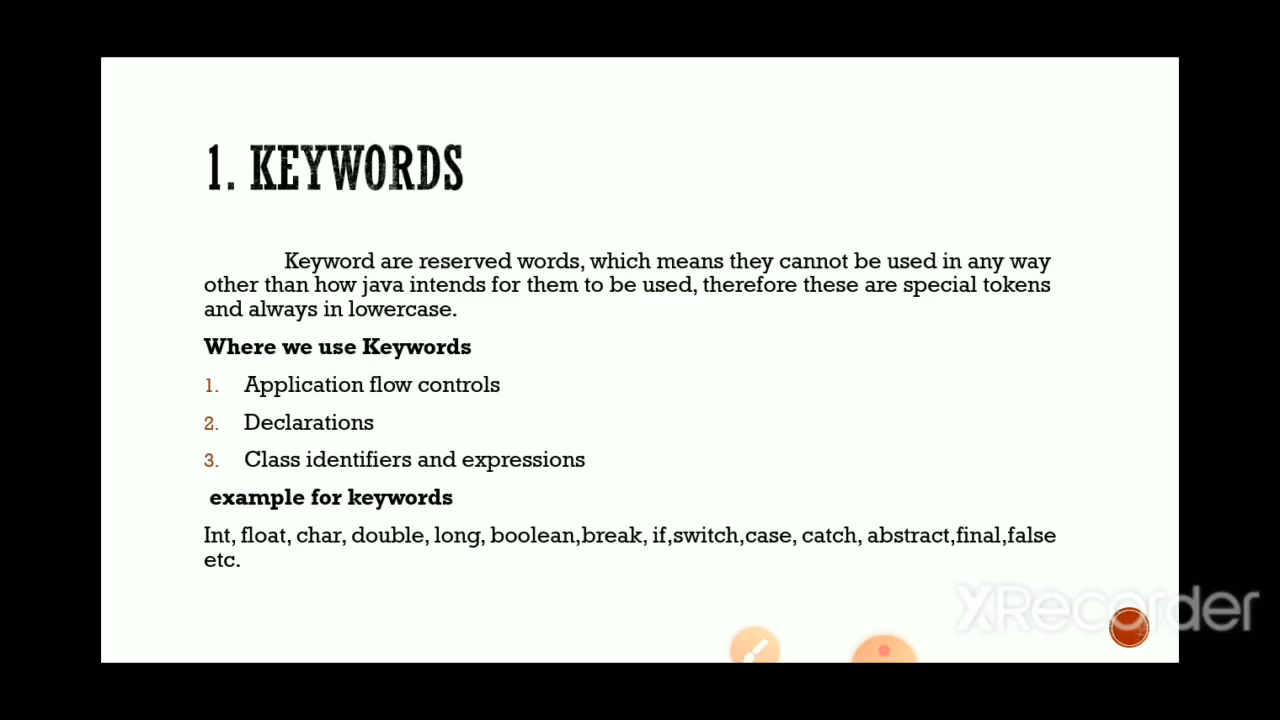 1. KEYWORDS
Keyword are reserved words, which means they cannot be used in any way
other than how java intends for them to be used, therefore these are special tokens
and always in lowercase.
Where we use Keywords
1. Application flow controls
2. Declarations
3. Class identifiers and expressions
example for keywords
Int, float, char, double, long, boolean,break, if,switch,case, catch, abstract,final,false
etc.
XRecorder